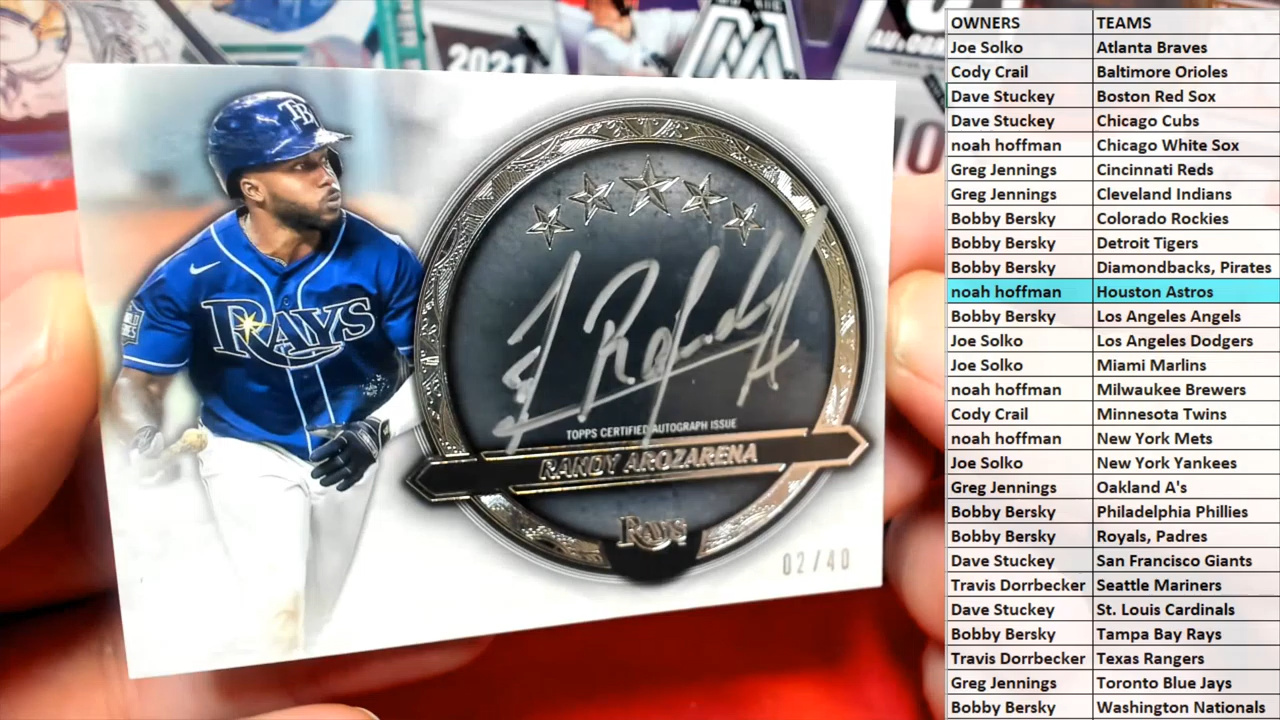 2021
TB
RAYS
TOPPS CERTIFIED AUTOGRAPH ISSUE
RANDY AROZARENA
RAYS
02/40
OWNERS TEAMS
Joe Solko Atlanta Braves
Cody Crail Baltimore Orioles
Dave Stuckey Boston Red Sox
Dave Stuckey Chicago Cubs
noah hoffman Chicago White Sox
Greg Jennings Cincinnati Reds
Greg Jennings Cleveland Indians
Bobby Bersky Colorado Rockies
Bobby Bersky Detroit Tigers
Bobby Bersky Diamondbacks, Pirates
noah hoffman Houston Astros
Bobby Bersky Los Angeles Angels
Joe Solko Los Angeles Dodgers
Joe Solko Miami Marlins
noah hoffman Milwaukee Brewers
Cody Crail Minnesota Twins
noah hoffman New York Mets
Joe Solko New York Yankees
Greg Jennings Oakland A's
Bobby Bersky Philadelphia Phillies
Bobby Bersky Royals, Padres
Dave Stuckey San Francisco Giants
Travis Dorrbecker Seattle Mariners
Dave Stuckey St. Louis Cardinals
Bobby Bersky Tampa Bay Rays
Travis Dorrbecker Texas Rangers
Greg Jennings Toronto Blue Jays
Bobby Bersky Washington Nationals